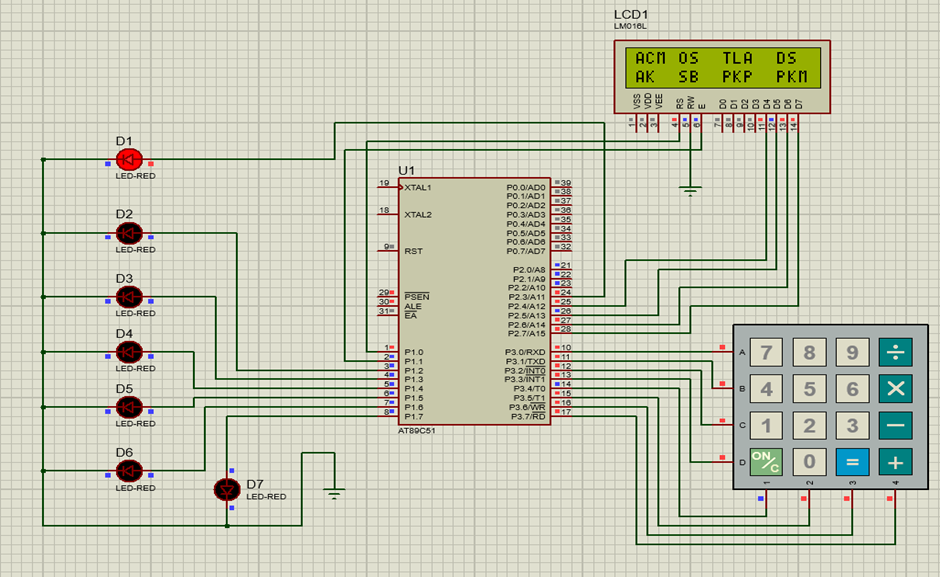 LCD1
LM016L
ACM OS TLA DS
AK SB PKP PKM
VSS VDD VEE RS RW E D0 D1 D2 D3 D4 D5 D6 D7
1 2 3 4 5 6 7 8 9 10 11 12 13 14
D1
LED-RED
D2
LED-RED
D3
LED-RED
D4
LED-RED
D5
LED-RED
D6
LED-RED
D7
LED-RED
U1
19 XTAL1
18 XTAL2
9 RST
29 PSEN
30 ALE
31 EA
1 P1.0
2 P1.1
3 P1.2
4 P1.3
5 P1.4
6 P1.5
7 P1.6
8 P1.7
P0.0/AD0 39
P0.1/AD1 38
P0.2/AD2 37
P0.3/AD3 36
P0.4/AD4 35
P0.5/AD5 34
P0.6/AD6 33
P0.7/AD7 32
P2.0/A8 21
P2.1/A9 22
P2.2/A10 23
P2.3/A11 24
P2.4/A12 25
P2.5/A13 26
P2.6/A14 27
P2.7/A15 28
P3.0/RXD 10
P3.1/TXD 11
P3.2/INT0 12
P3.3/INT1 13
P3.4/T0 14
P3.5/T1 15
P3.6/WR 16
P3.7/RD 17
AT89C51
A 7 8 9 ÷
B 4 5 6 ×
C 1 2 3 −
D ON/C 0 = +
1 2 3 4